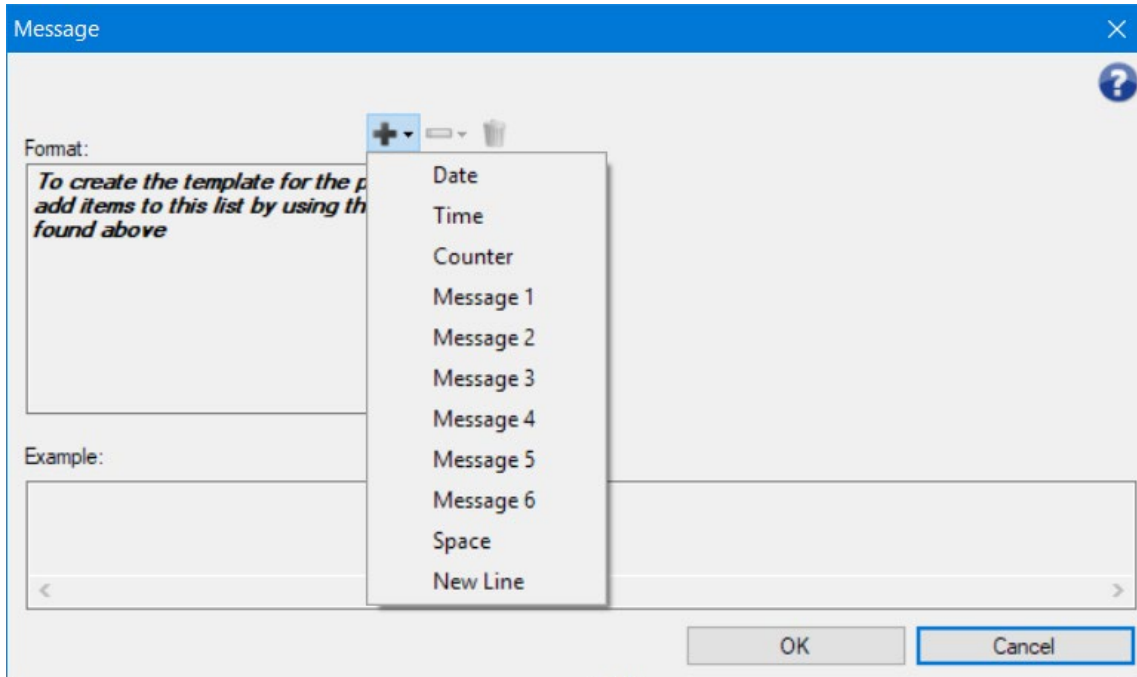 Message
?
Format:
To create the template for the p
add items to this list by using th
found above
Date
Time
Counter
Message 1
Message 2
Message 3
Message 4
Message 5
Message 6
Space
New Line
Example:
OK
Cancel